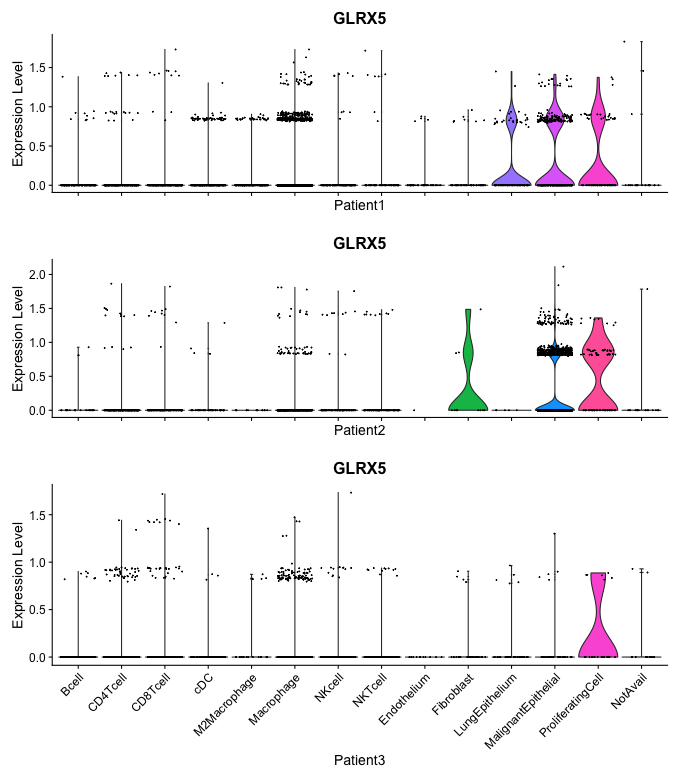 GLRX5
Expression Level
1.5
1.0
0.5
0.0
Patient1
GLRX5
Expression Level
2.0
1.5
1.0
0.5
0.0
Patient2
GLRX5
Expression Level
1.5
1.0
0.5
0.0
Bcell
CD4Tcell
CD8Tcell
cDC
M2Macrophage
Macrophage
NKcell
NKTcell
Endothelium
Fibroblast
LungEpithelium
MalignantEpithelial
ProliferatingCell
NotAvail
Patient3